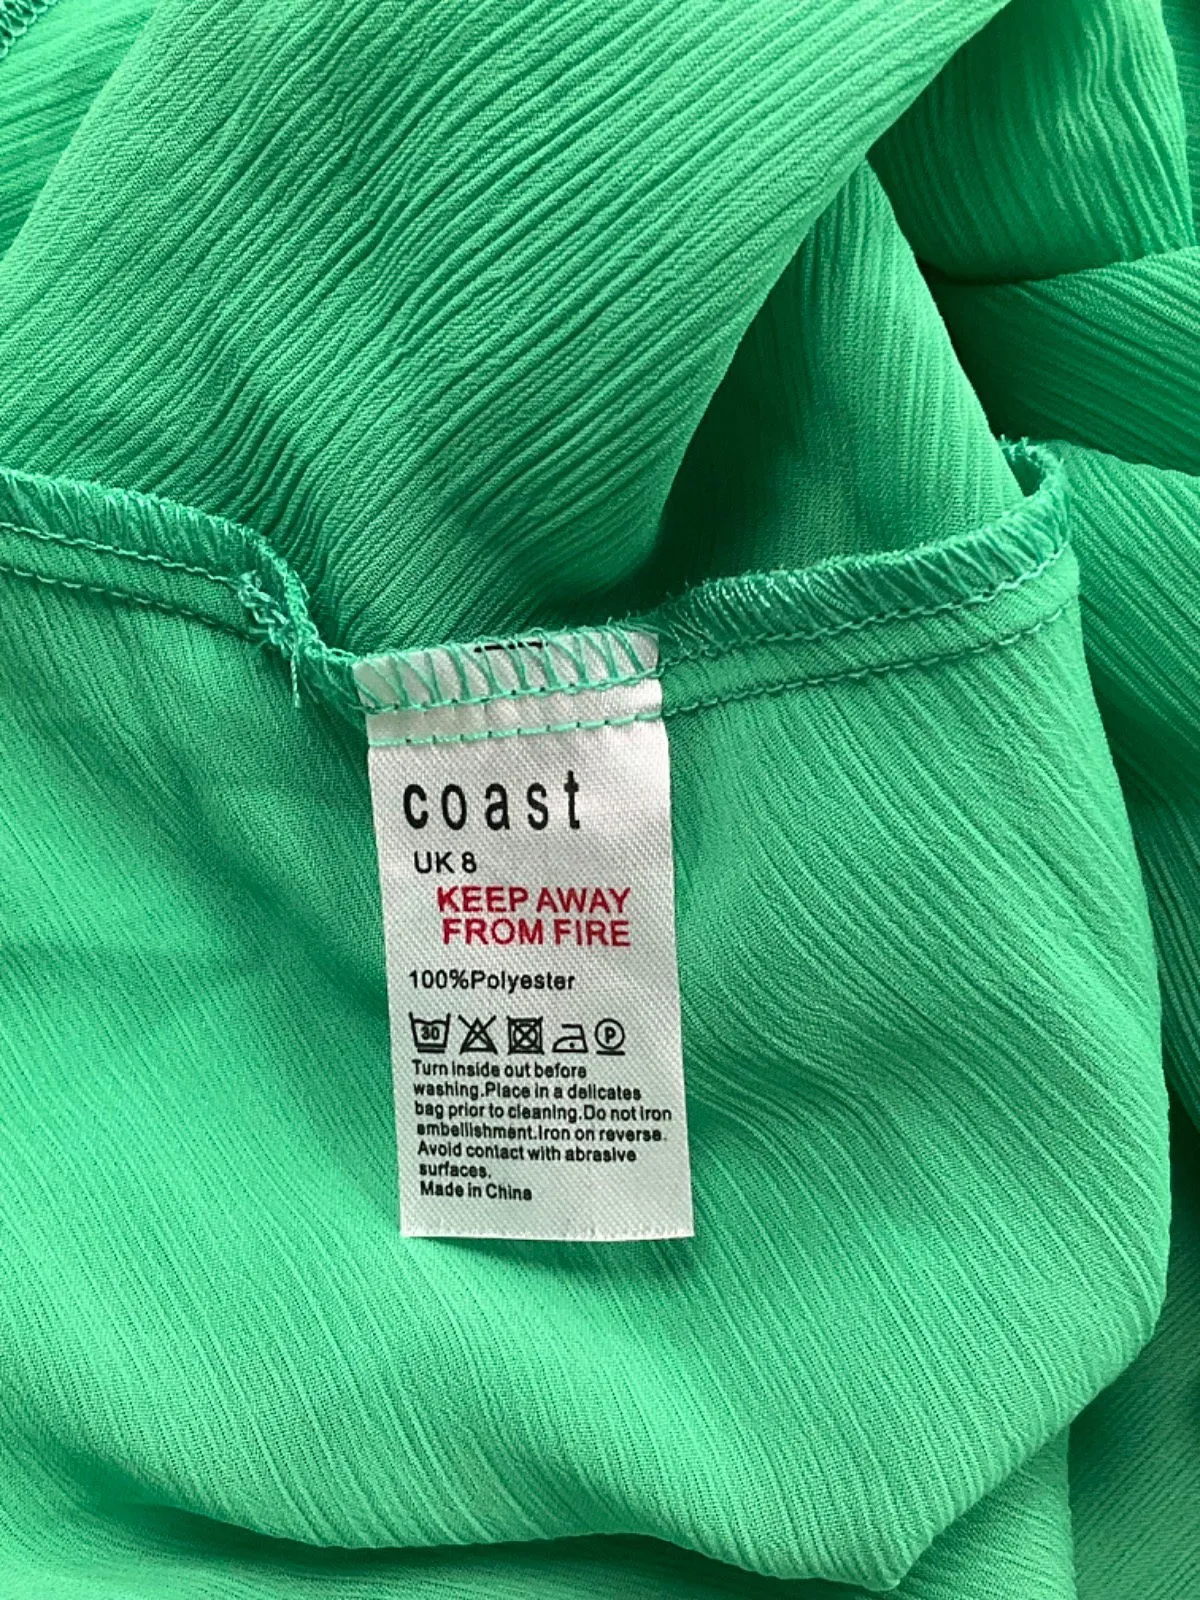 coast
UK 8
KEEP AWAY
FROM FIRE
100%Polyester
30 P
Turn inside out before
washing.Place in a delicates
bag prior to cleaning.Do not iron
embellishment.Iron on reverse.
Avoid contact with abrasive
surfaces.
Made in China